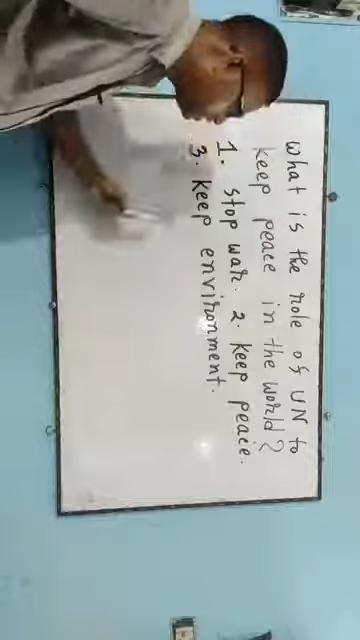 What is the role of UN to
keep peace in the world?
1. Stop war. 2. keep peace.
3. keep environment.